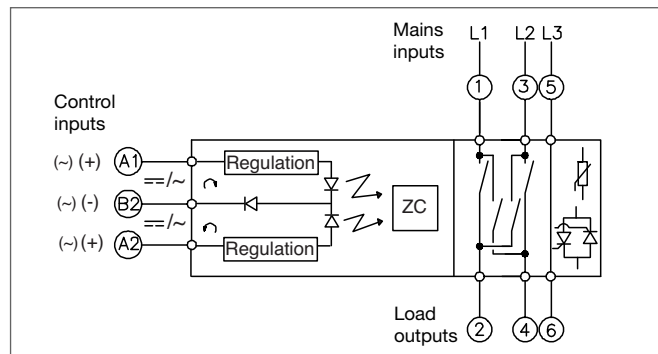 Mains inputs
L1 L2 L3
1 3 5
Control inputs
(~) (+) A1
==/~
Regulation
(~) (-) B2
==/~
ZC
(~) (+) A2
Regulation
Load outputs
2 4 6